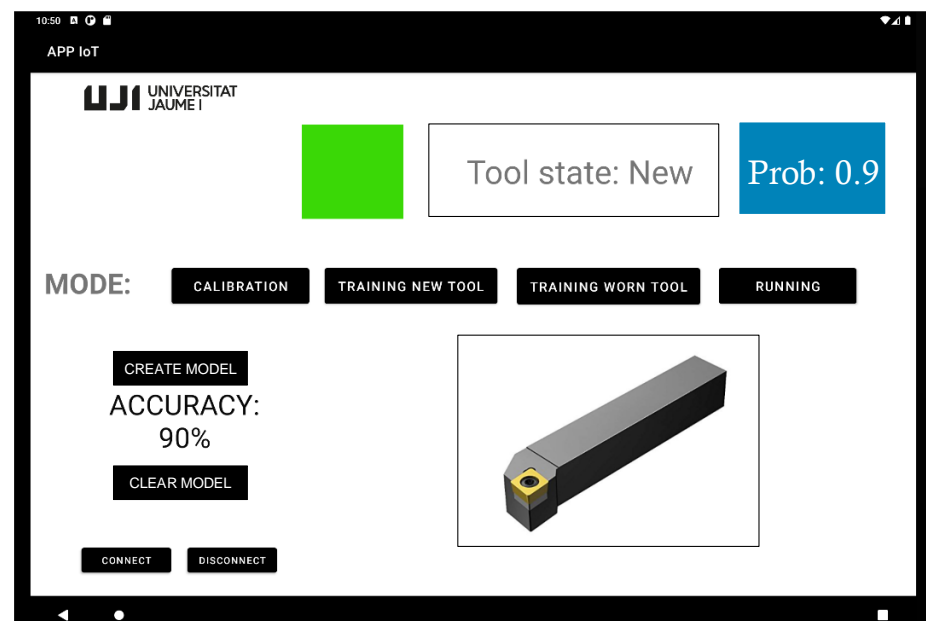 10:50
APP IoT
UJI UNIVERSITAT
JAUME I
Tool state: New
Prob: 0.9
MODE:
CALIBRATION
TRAINING NEW TOOL
TRAINING WORN TOOL
RUNNING
CREATE MODEL
ACCURACY:
90%
CLEAR MODEL
CONNECT
DISCONNECT